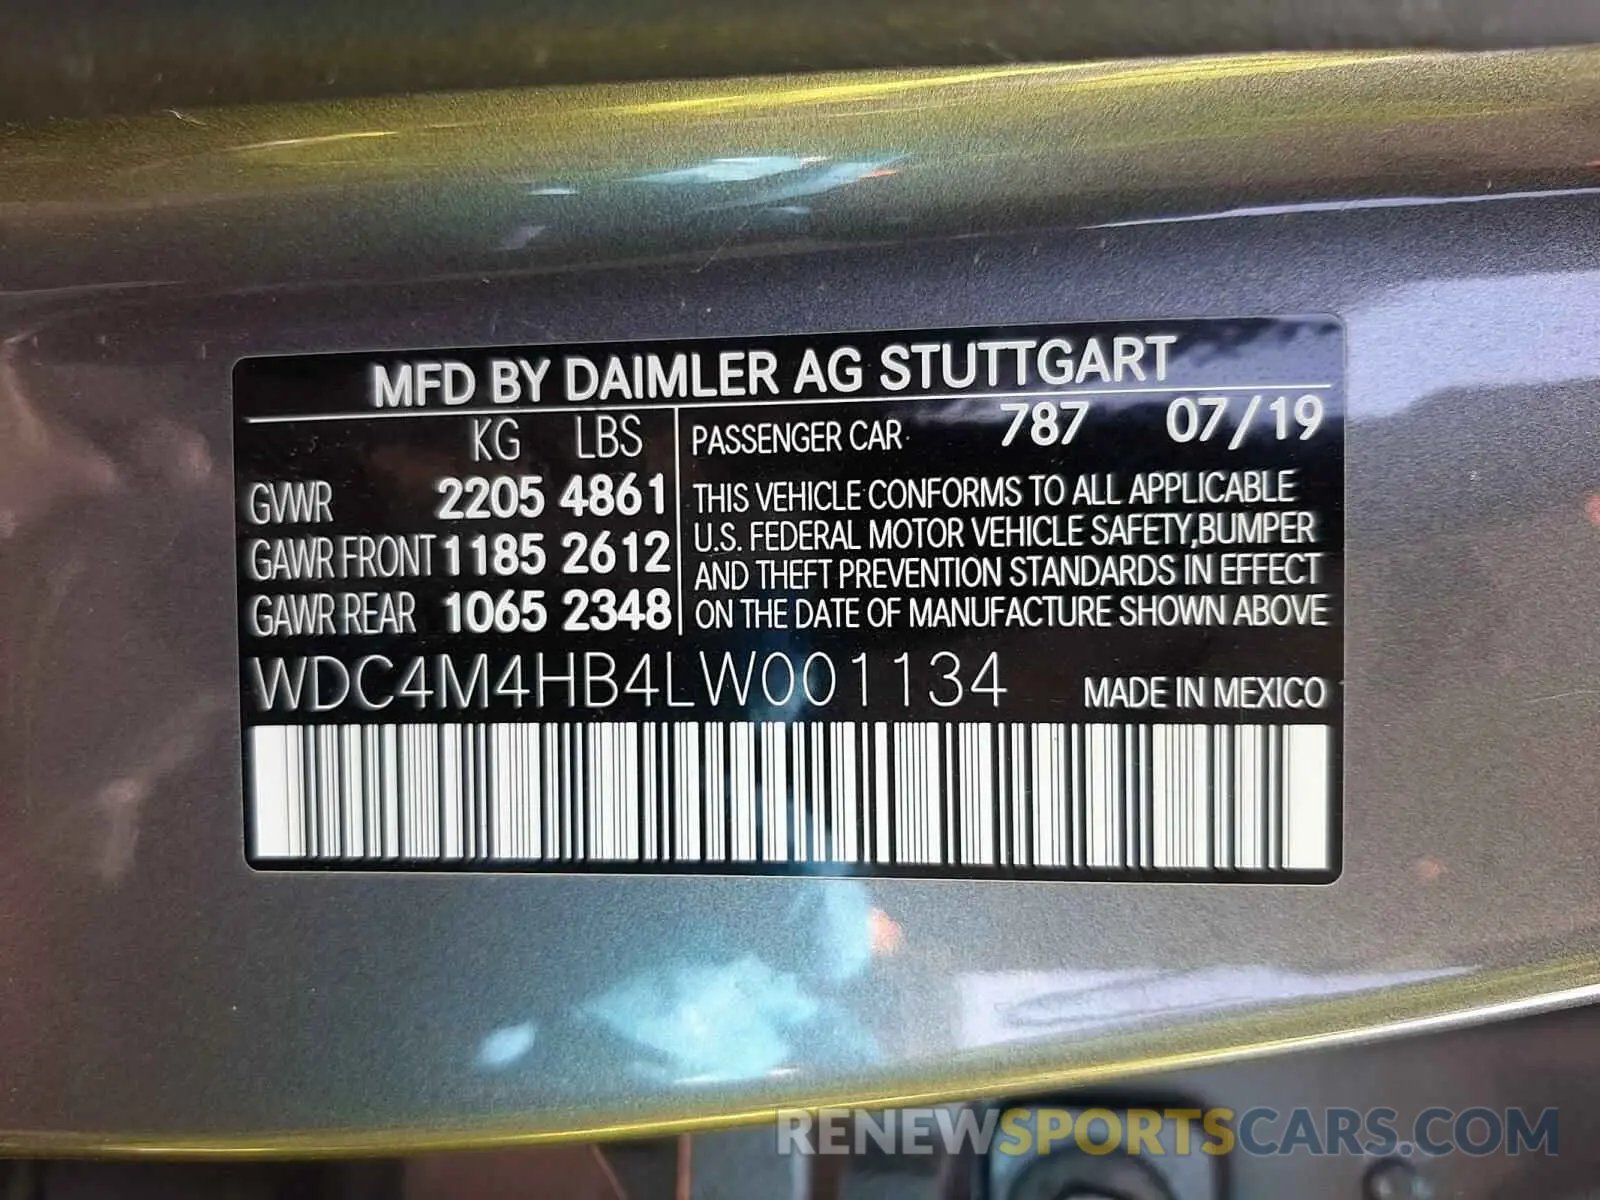 MFD BY DAIMLER AG STUTTGART
KG LBS
GVWR 2205 4861
GAWR FRONT 1185 2612
GAWR REAR 1065 2348
PASSENGER CAR 787 07/19
THIS VEHICLE CONFORMS TO ALL APPLICABLE
U.S. FEDERAL MOTOR VEHICLE SAFETY,BUMPER
AND THEFT PREVENTION STANDARDS IN EFFECT
ON THE DATE OF MANUFACTURE SHOWN ABOVE
WDC4M4HB4LW001134 MADE IN MEXICO
RENEWSPORTSCARS.COM